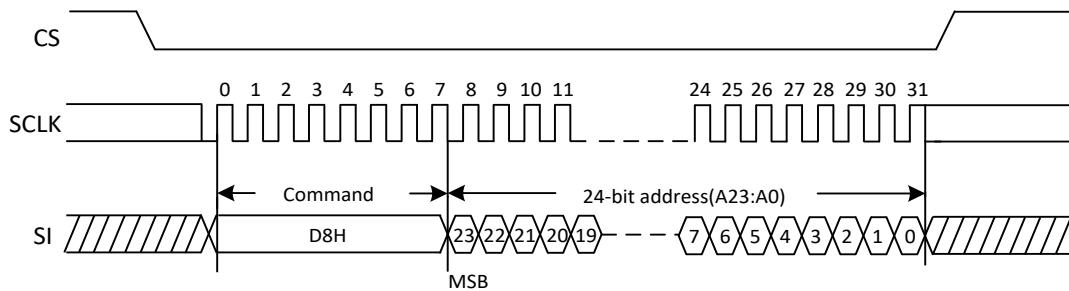 CS
0 1 2 3 4 5 6 7 8 9 10 11 24 25 26 27 28 29 30 31
SCLK
Command 24-bit address(A23:A0)
SI D8H 23 22 21 20 19 7 6 5 4 3 2 1 0
MSB